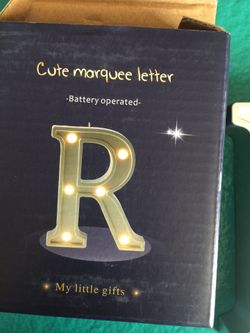 Cute marquee letter
-Battery operated-
R
My little gifts